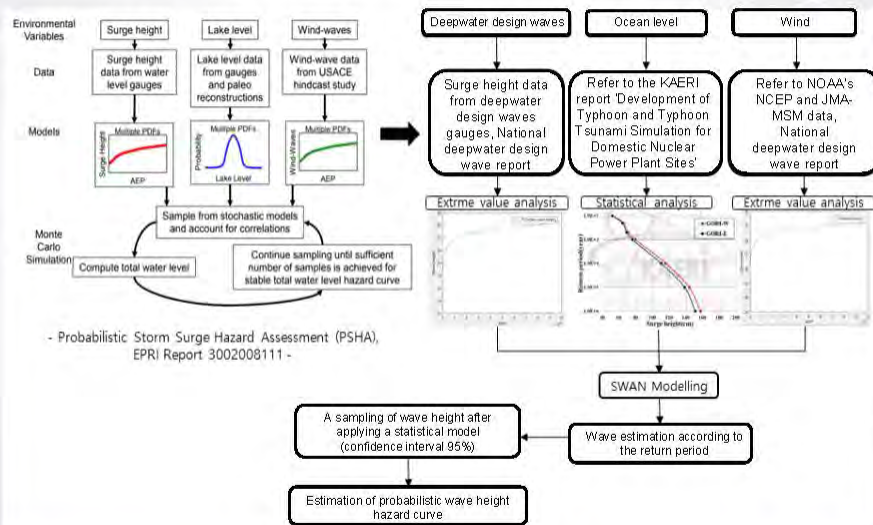 Environmental
Variables
Surge height
Lake level
Wind-waves
Data
Surge height
data from water
level gauges
Lake level data
from gauges
and paleo
reconstructions
Wind-wave data
from USACE
hindcast study
Models
Multiple PDFs
Surge Height
AEP
Multiple PDFs
Probability
Lake Level
Multiple PDFs
Wind-Waves
AEP
Sample from stochastic models
and account for correlations
Monte
Carlo
Simulation
Compute total water level
Continue sampling until sufficient
number of samples is achieved for
stable total water level hazard curve
- Probabilistic Storm Surge Hazard Assessment (PSHA),
EPRI Report 3002008111 -
Deepwater design waves
Ocean level
Wind
Surge height data
from deepwater
design waves
gauges, National
deepwater design
wave report
Refer to the KAERI
report 'Development of
Typhoon and Typhoon
Tsunami Simulation for
Domestic Nuclear
Power Plant Sites'
Refer to NOAA's
NCEP and JMA-
MSM data,
National
deepwater design
wave report
Extrme value analysis
Statistical analysis
Extrme value analysis
KAERI
Surge height(cm)
SWAN Modelling
Wave estimation according to
the return period
A sampling of wave height after
applying a statistical model
(confidence interval 95%)
Estimation of probabilistic wave height
hazard curve